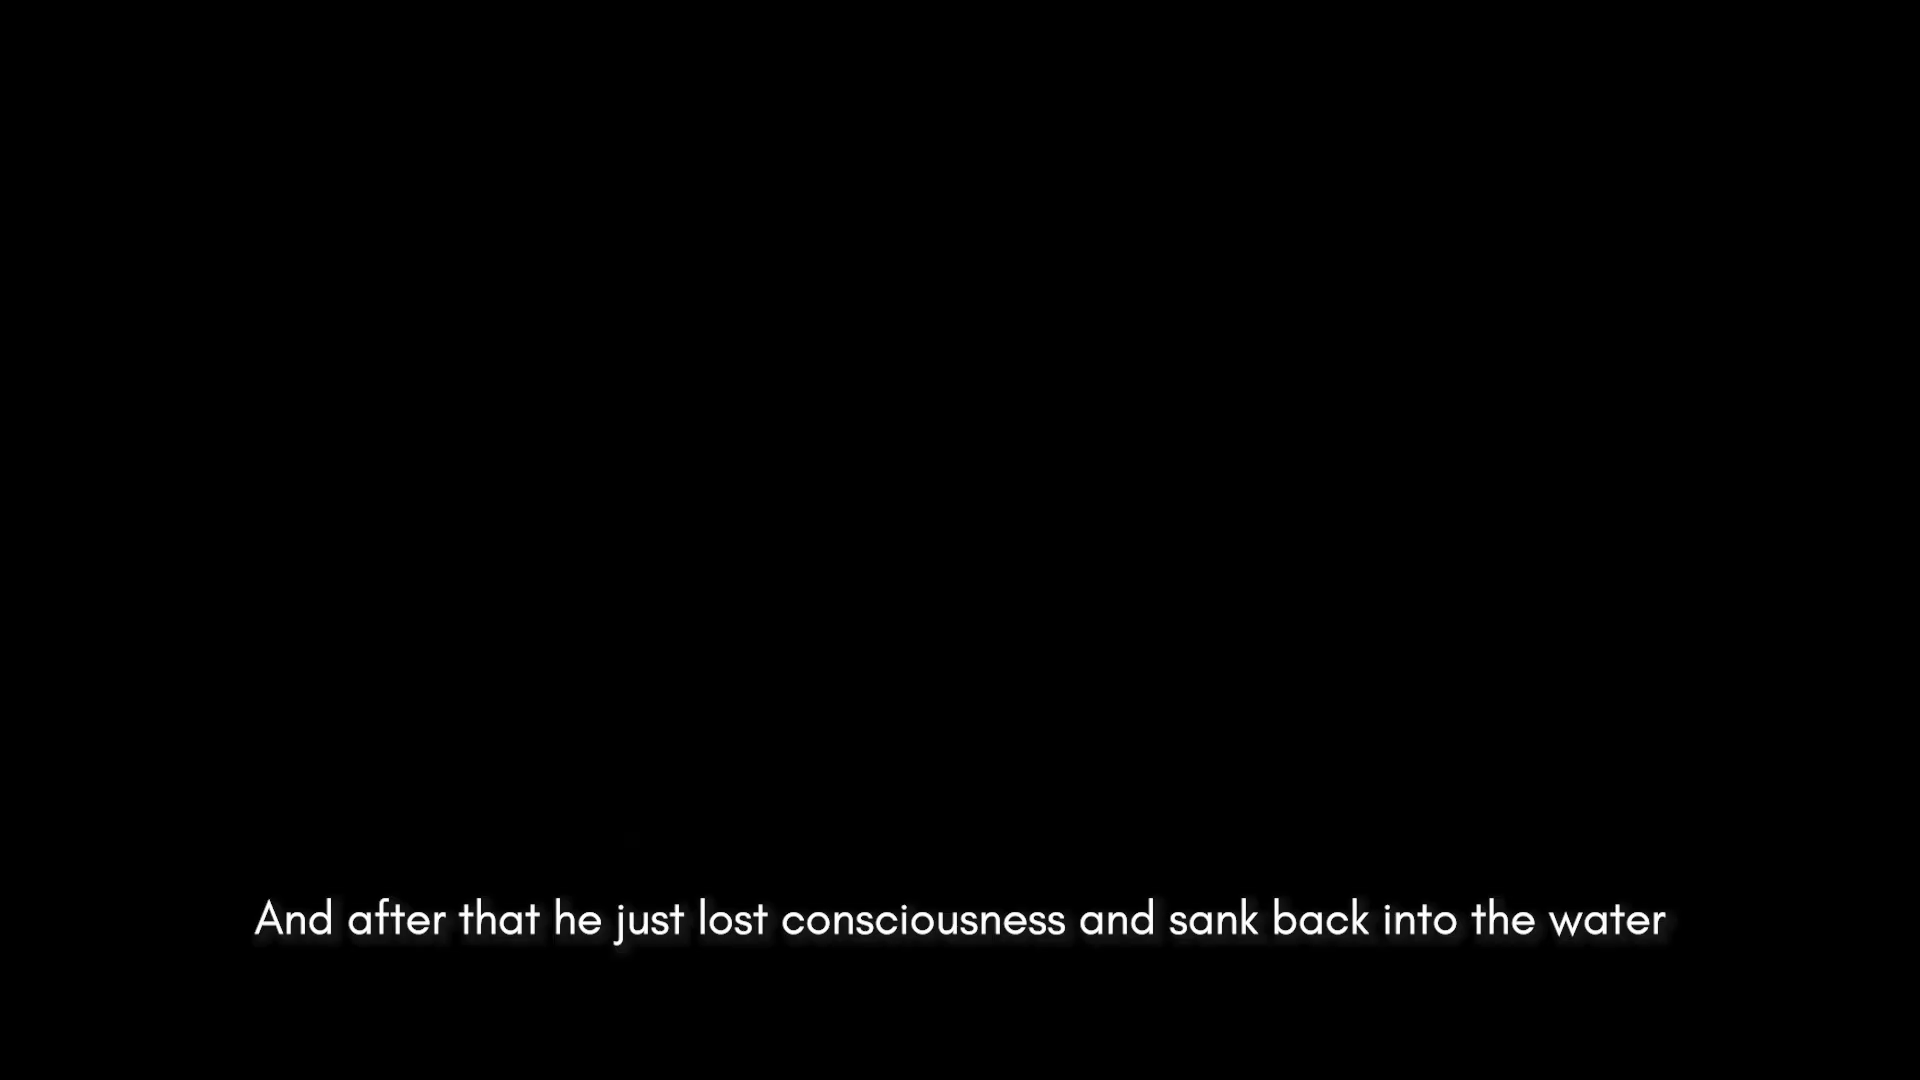 And after that he just lost consciousness and sank back into the water